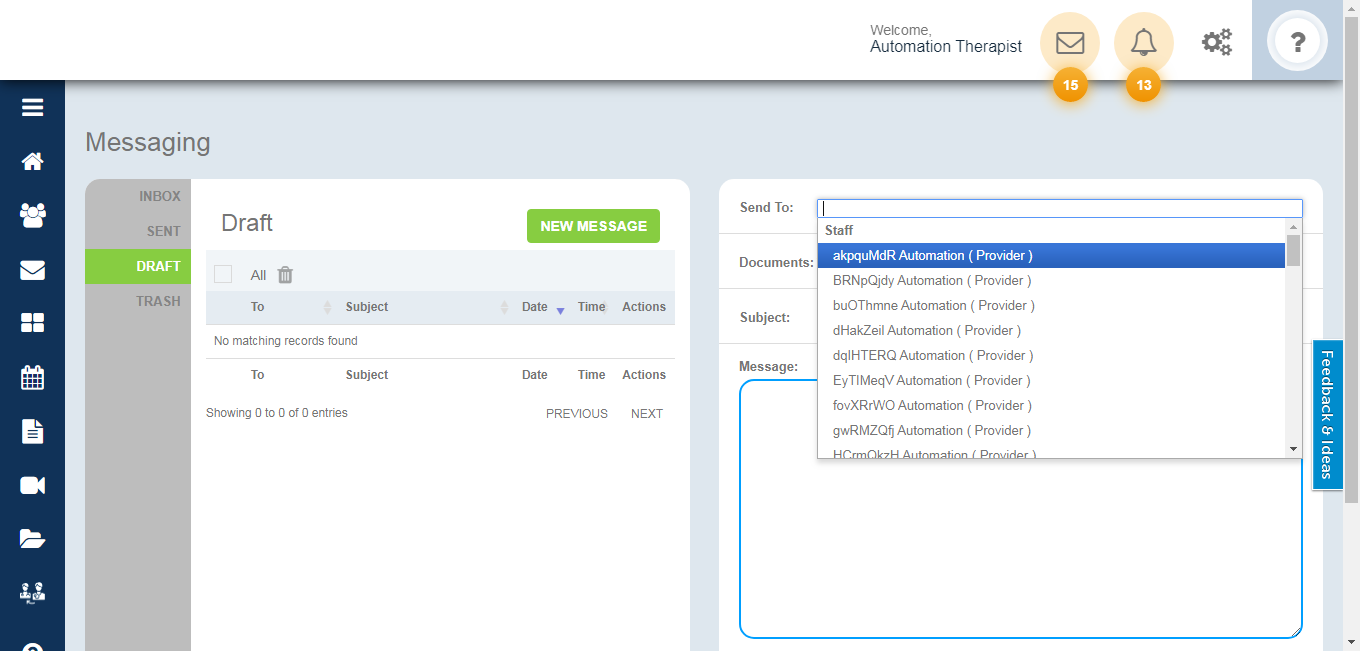 Welcome,
Automation Therapist
15
13
?
Messaging
INBOX
SENT
DRAFT
TRASH
Draft
NEW MESSAGE
All
To Subject Date Time Actions
No matching records found
To Subject Date Time Actions
Showing 0 to 0 of 0 entries
PREVIOUS NEXT
Send To:
Documents:
Subject:
Message:
Staff
akpquMdR Automation ( Provider )
BRNpQjdy Automation ( Provider )
buOThmne Automation ( Provider )
dHakZeil Automation ( Provider )
dqIHTERQ Automation ( Provider )
EyTIMeqV Automation ( Provider )
fovXRrWO Automation ( Provider )
gwRMZQfj Automation ( Provider )
HCrmQkzH Automation ( Provider )
Feedback & Ideas